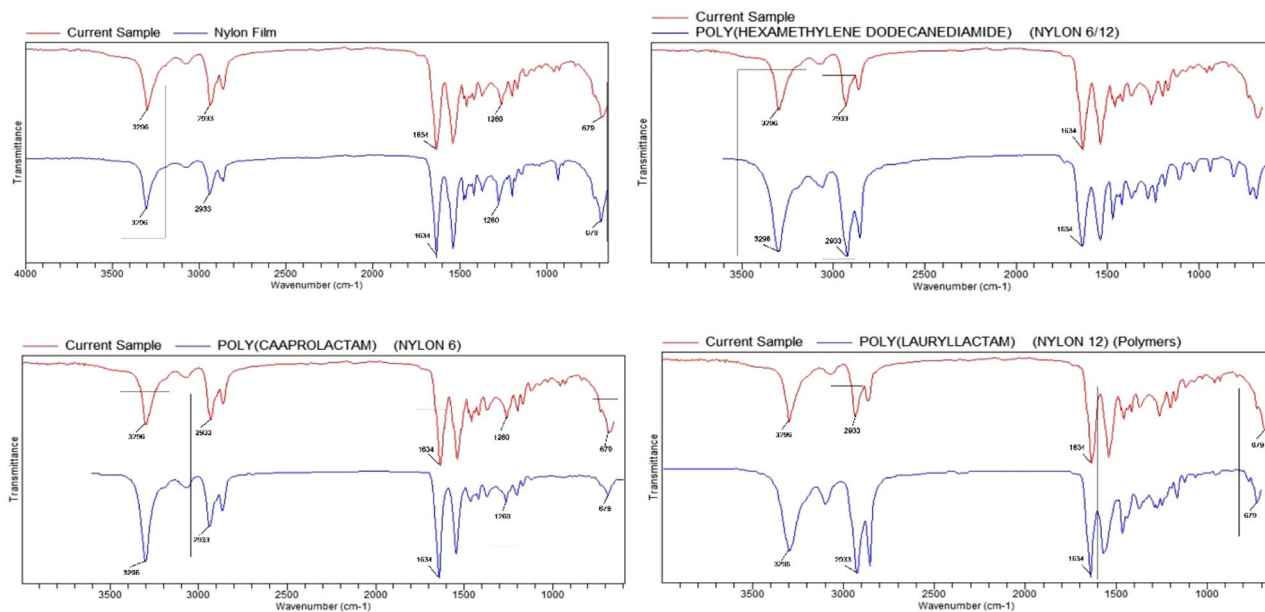 Current Sample Nylon Film
Transmittance
3296
2933
1634
1260
679
3296
2933
1634
1260
679
4000 3500 3000 2500 2000 1500 1000
Wavenumber (cm-1)
Current Sample
POLY(HEXAMETHYLENE DODECANEDIAMIDE) (NYLON 6/12)
Transmittance
3296
2933
1634
679
3296
2933
1634
3500 3000 2500 2000 1500 1000
Wavenumber (cm-1)
Current Sample POLY(CAAPROLACTAM) (NYLON 6)
Transmittance
3296
2933
1634
1260
679
3296
2933
1634
1260
679
3500 3000 2500 2000 1500 1000
Wavenumber (cm-1)
Current Sample POLY(LAURYLLACTAM) (NYLON 12) (Polymers)
Transmittance
3296
2933
1634
679
3296
2933
1634
679
3500 3000 2500 2000 1500 1000
Wavenumber (cm-1)